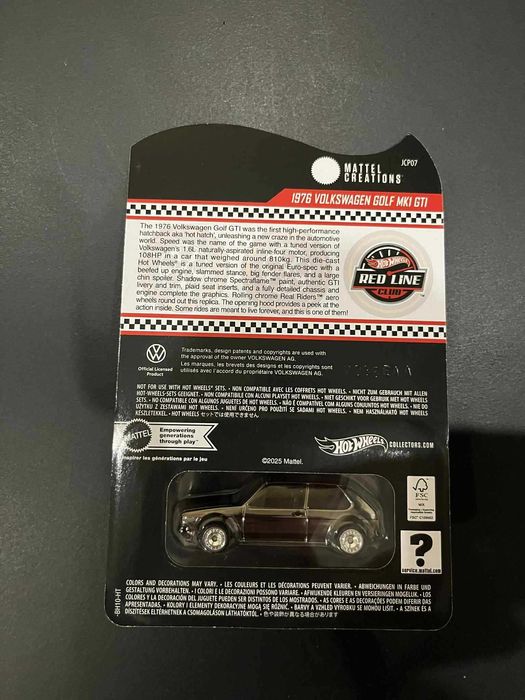 MATTEL
CREATIONS
JCP07
1976 VOLKSWAGEN GOLF MK1 GTI
The 1976 Volkswagen Golf GTI was the first high-performance
hatchback aka 'hot hatch', unleashing a new craze in the automotive
world. Speed was the name of the game with a tuned version of
Volkswagen's 1.6L naturally-aspirated inline-four motor, producing
108HP in a car that weighed around 810kg. This die-cast
Hot Wheels® is a tuned version of the original Euro-spec with a
beefed up engine, slammed stance, big fender flares, and a large
chin spoiler. Shadow chrome Spectraflame™ paint, authentic GTI
livery and trim, plaid seat inserts, and a fully detailed chassis and
engine complete the graphics. Rolling chrome Real Riders™ aero
wheels round out this replica. The opening hood provides a peek at the
action inside. Some rides are meant to live forever, and this is one of them!
Hot Wheels
RED LINE
CLUB
Official Licensed
Product
Trademarks, design patents and copyrights are used with
the approval of the owner VOLKSWAGEN AG.
Les marques, les brevets des dessins et les copyrights sont
utilisés avec l'accord du propriétaire VOLKSWAGEN AG.
NOT FOR USE WITH HOT WHEELS® SETS. • NON COMPATIBLE AVEC LES COFFRETS HOT WHEELS. • NICHT ZUM GEBRAUCH MIT ALLEN
HOT-WHEELS-SETS GEEIGNET. • NON COMPATIBILE CON ALCUNI PLAYSET HOT WHEELS. • NIET GESCHIKT VOOR GEBRUIK MET HOT WHEELS
SETS. • NO COMPATIBLE CON ALGUNOS JUGUETES DE HOT WHEELS. • NÃO É COMPATÍVEL COM ALGUNS CONJUNTOS HOT WHEELS. • NIE DO
UŻYTKU Z ZESTAWAMI HOT WHEELS. • NENÍ URČENO PRO POUŽITÍ SE SADAMI HOT WHEELS. • NEM HASZNÁLHATÓ HOT WHEELS
KÉSZLETEKKEL. • HOT WHEELS セットでは使用できません
MATTEL
Empowering
generations
through play™
Inspirer les générations par le jeu
HOT WHEELS COLLECTORS.COM
©2025 Mattel.
FSC
MIX
FSC®
?
service.mattel.com
BH10-HT
COLORS AND DECORATIONS MAY VARY. • LES COULEURS ET LES DÉCORATIONS PEUVENT VARIER. • ABWEICHUNGEN IN FARBE UND
GESTALTUNG VORBEHALTEN. • I COLORI E LE DECORAZIONI POSSONO VARIARE. • AFWIJKENDE KLEUREN EN VERSIERINGEN MOGELIJK. • LOS
COLORES Y LA DECORACIÓN DEL JUGUETE PUEDEN SER DISTINTOS DE LOS MOSTRADOS. • AS CORES E AS DECORAÇÕES PODEM DIFERIR DAS
APRESENTADAS. • KOLORY I ELEMENTY DEKORACYJNE MOGĄ SIĘ RÓŻNIĆ. • BARVY A VZHLED VÝROBKU SE MOHOU LIŠIT. • A SZÍNEK ÉS A
DÍSZÍTÉSEK ELTÉRHETNEK A CSOMAGOLÁSON LÁTHATÓKTÓL. • 色や装飾が異なる場合があります